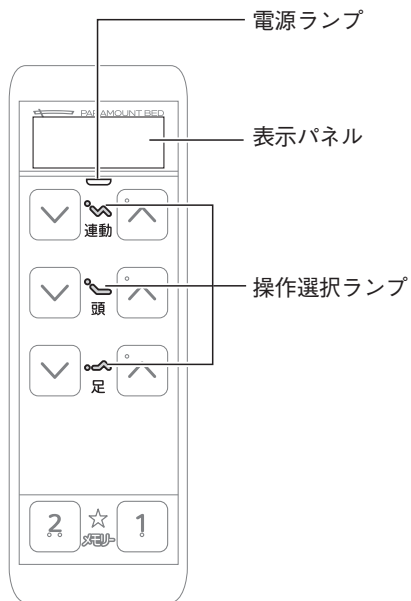 電源ランプ
PARAMOUNT BED
表示パネル
連動
操作選択ランプ
頭
足
2 メモリー 1